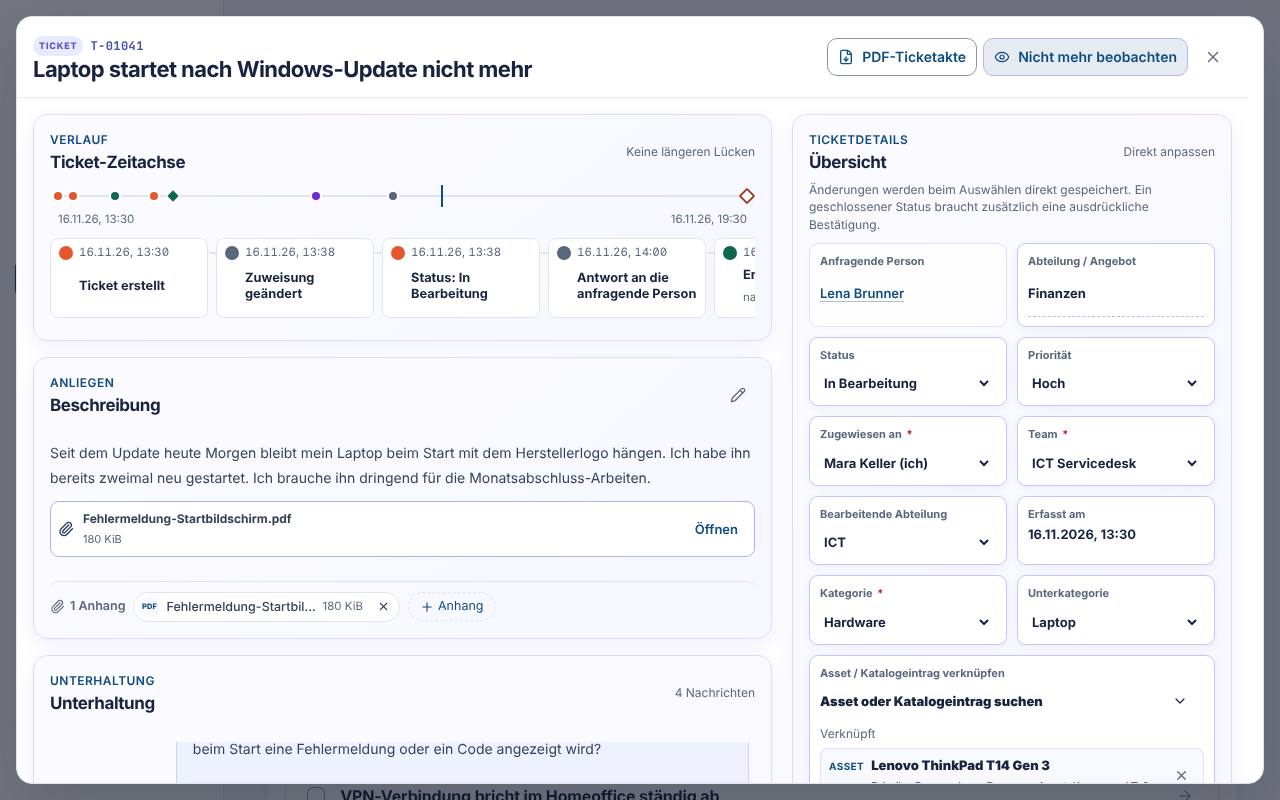 TICKET T-01041
Laptop startet nach Windows-Update nicht mehr
PDF-Ticketakte
Nicht mehr beobachten
VERLAUF
Ticket-Zeitachse
Keine längeren Lücken
16.11.26, 13:30
16.11.26, 19:30
16.11.26, 13:30
Ticket erstellt
16.11.26, 13:38
Zuweisung
geändert
16.11.26, 13:38
Status: In
Bearbeitung
16.11.26, 14:00
Antwort an die
anfragende Person
ANLIEGEN
Beschreibung
Seit dem Update heute Morgen bleibt mein Laptop beim Start mit dem Herstellerlogo hängen. Ich habe ihn
bereits zweimal neu gestartet. Ich brauche ihn dringend für die Monatsabschluss-Arbeiten.
Fehlermeldung-Startbildschirm.pdf
180 KiB
Öffnen
1 Anhang
PDF Fehlermeldung-Startbil... 180 KiB
+ Anhang
UNTERHALTUNG
Unterhaltung
4 Nachrichten
beim Start eine Fehlermeldung oder ein Code angezeigt wird?
TICKETDETAILS
Übersicht
Direkt anpassen
Änderungen werden beim Auswählen direkt gespeichert. Ein
geschlossener Status braucht zusätzlich eine ausdrückliche
Bestätigung.
Anfragende Person
Lena Brunner
Abteilung / Angebot
Finanzen
Status
In Bearbeitung
Priorität
Hoch
Zugewiesen an *
Mara Keller (ich)
Team *
ICT Servicedesk
Bearbeitende Abteilung
ICT
Erfasst am
16.11.2026, 13:30
Kategorie *
Hardware
Unterkategorie
Laptop
Asset / Katalogeintrag verknüpfen
Asset oder Katalogeintrag suchen
Verknüpft
ASSET Lenovo ThinkPad T14 Gen 3
VPN-Verbindung bricht im Homeoffice ständig ab